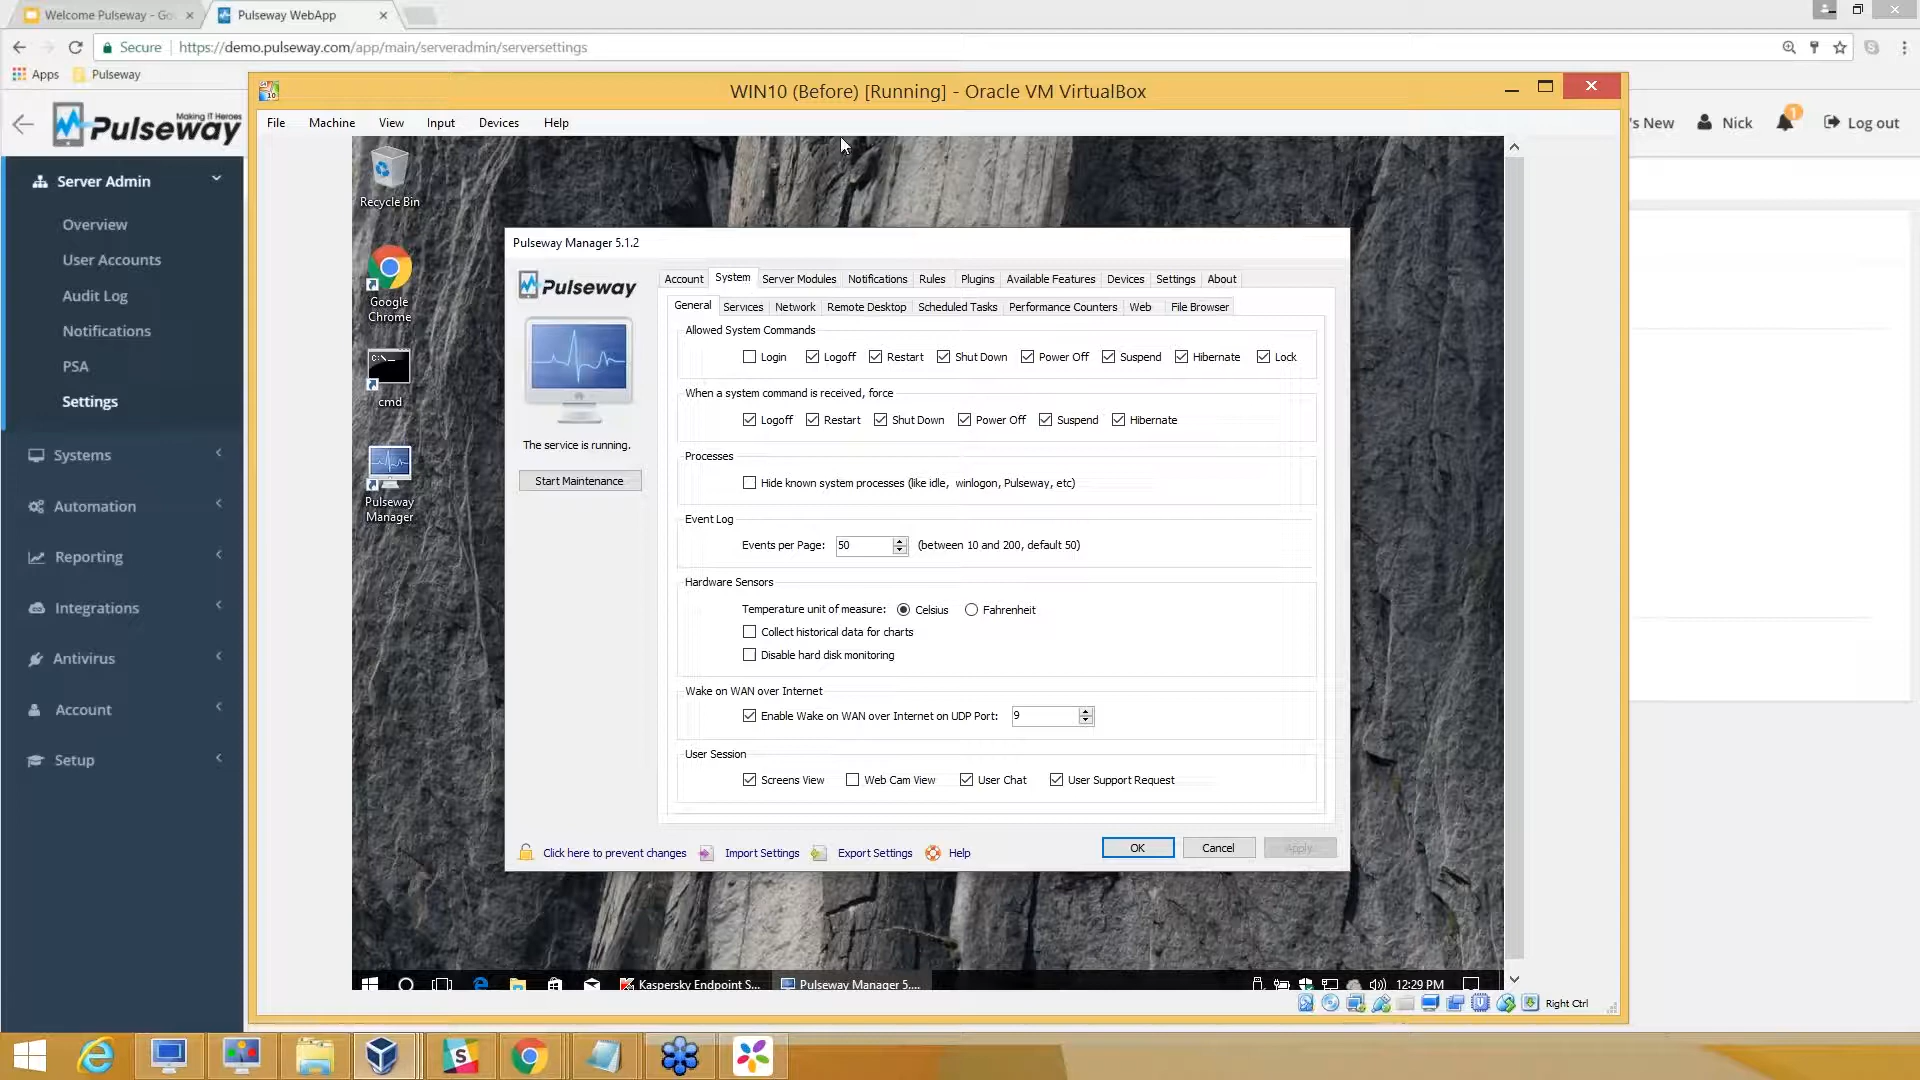 Welcome Pulseway - Go
Pulseway WebApp
Secure
https://demo.pulseway.com/app/main/serveradmin/serversettings
Apps
Pulseway
WIN10 (Before) [Running] - Oracle VM VirtualBox
File Machine View Input Devices Help
Making IT Heroes
Pulseway
's New
Nick
1
Log out
Server Admin
Overview
User Accounts
Audit Log
Notifications
PSA
Settings
Systems
Automation
Reporting
Integrations
Antivirus
Account
Setup
Recycle Bin
Google
Chrome
C:\
cmd
Pulseway
Manager
Pulseway Manager 5.1.2
Pulseway
The service is running.
Start Maintenance
Account System Server Modules Notifications Rules Plugins Available Features Devices Settings About
General Services Network Remote Desktop Scheduled Tasks Performance Counters Web File Browser
Allowed System Commands
Login Logoff Restart Shut Down Power Off Suspend Hibernate Lock
When a system command is received, force
Logoff Restart Shut Down Power Off Suspend Hibernate
Processes
Hide known system processes (like idle, winlogon, Pulseway, etc)
Event Log
Events per Page: 50 (between 10 and 200, default 50)
Hardware Sensors
Temperature unit of measure: Celsius Fahrenheit
Collect historical data for charts
Disable hard disk monitoring
Wake on WAN over Internet
Enable Wake on WAN over Internet on UDP Port: 9
User Session
Screens View Web Cam View User Chat User Support Request
Click here to prevent changes Import Settings Export Settings Help
OK Cancel Apply
Kaspersky Endpoint S...
Pulseway Manager 5....
12:29 PM
Right Ctrl